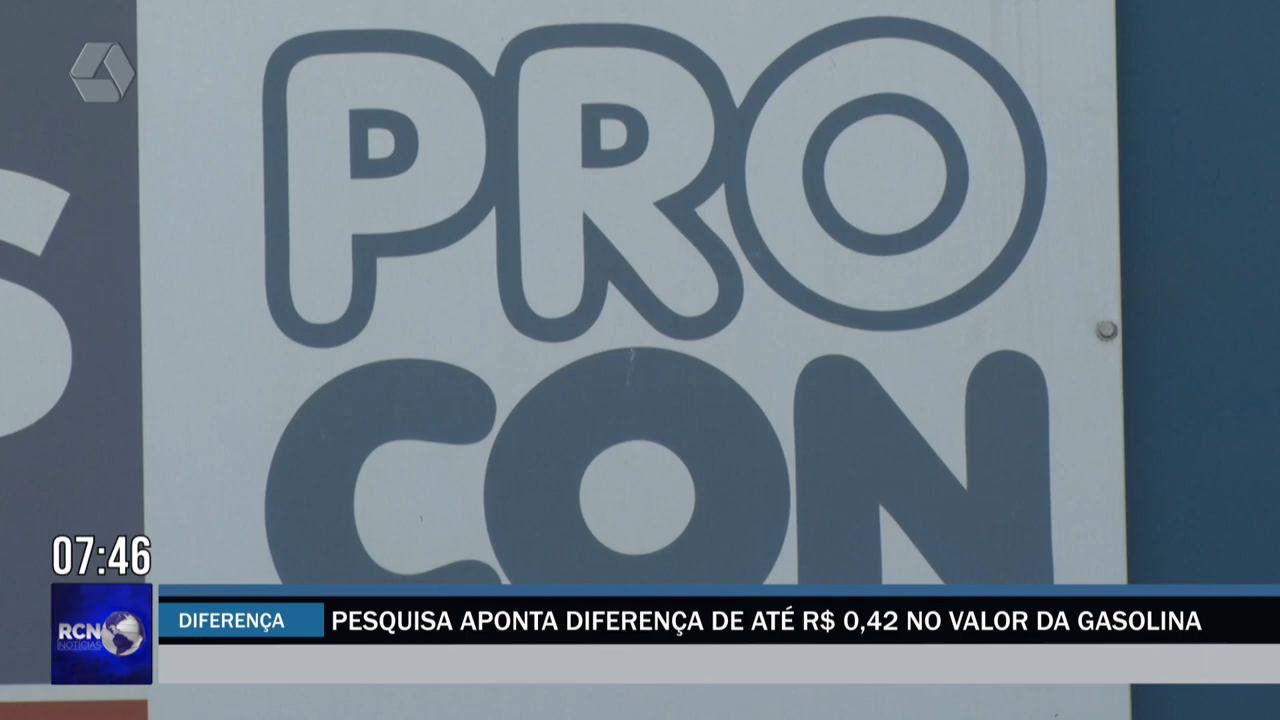 PRO
CON
S
07:46
RCN
NOTÍCIAS
DIFERENÇA
PESQUISA APONTA DIFERENÇA DE ATÉ R$ 0,42 NO VALOR DA GASOLINA